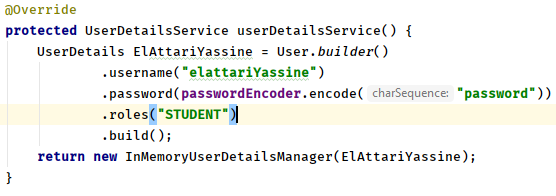 @Override
protected UserDetailsService userDetailsService() {
    UserDetails ElAttariYassine = User.builder()
            .username("elattariYassine")
            .password(passwordEncoder.encode( charSequence: "password"))
            .roles("STUDENT")
            .build();
    return new InMemoryUserDetailsManager(ElAttariYassine);
}